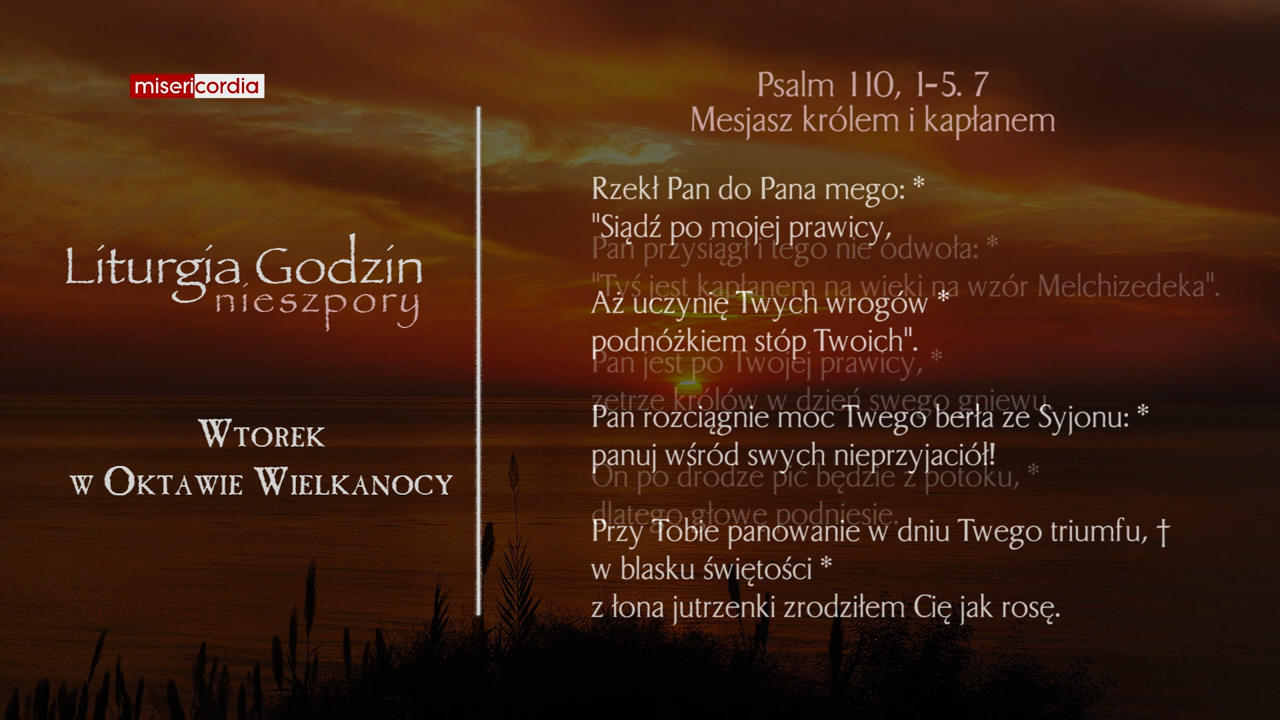 misericordia
Liturgia Godzin
nieszpory
Wtorek
w Oktawie Wielkanocy
Psalm 110, 1-5. 7
Mesjasz królem i kapłanem
Rzekł Pan do Pana mego: *
"Siądź po mojej prawicy,
Pan przysiągł i tego nie odwoła: *
"Tyś jest kapłanem na wieki na wzór Melchizedeka".
Aż uczynię Twych wrogów *
podnóżkiem stóp Twoich".
Pan jest po Twojej prawicy, *
zetrze królów w dzień swego gniewu.
Pan rozciągnie moc Twego berła ze Syjonu: *
panuj wśród swych nieprzyjaciół!
On po drodze pić będzie z potoku, *
dlatego głowę podniesie.
Przy Tobie panowanie w dniu Twego triumfu, †
w blasku świętości *
z łona jutrzenki zrodziłem Cię jak rosę.